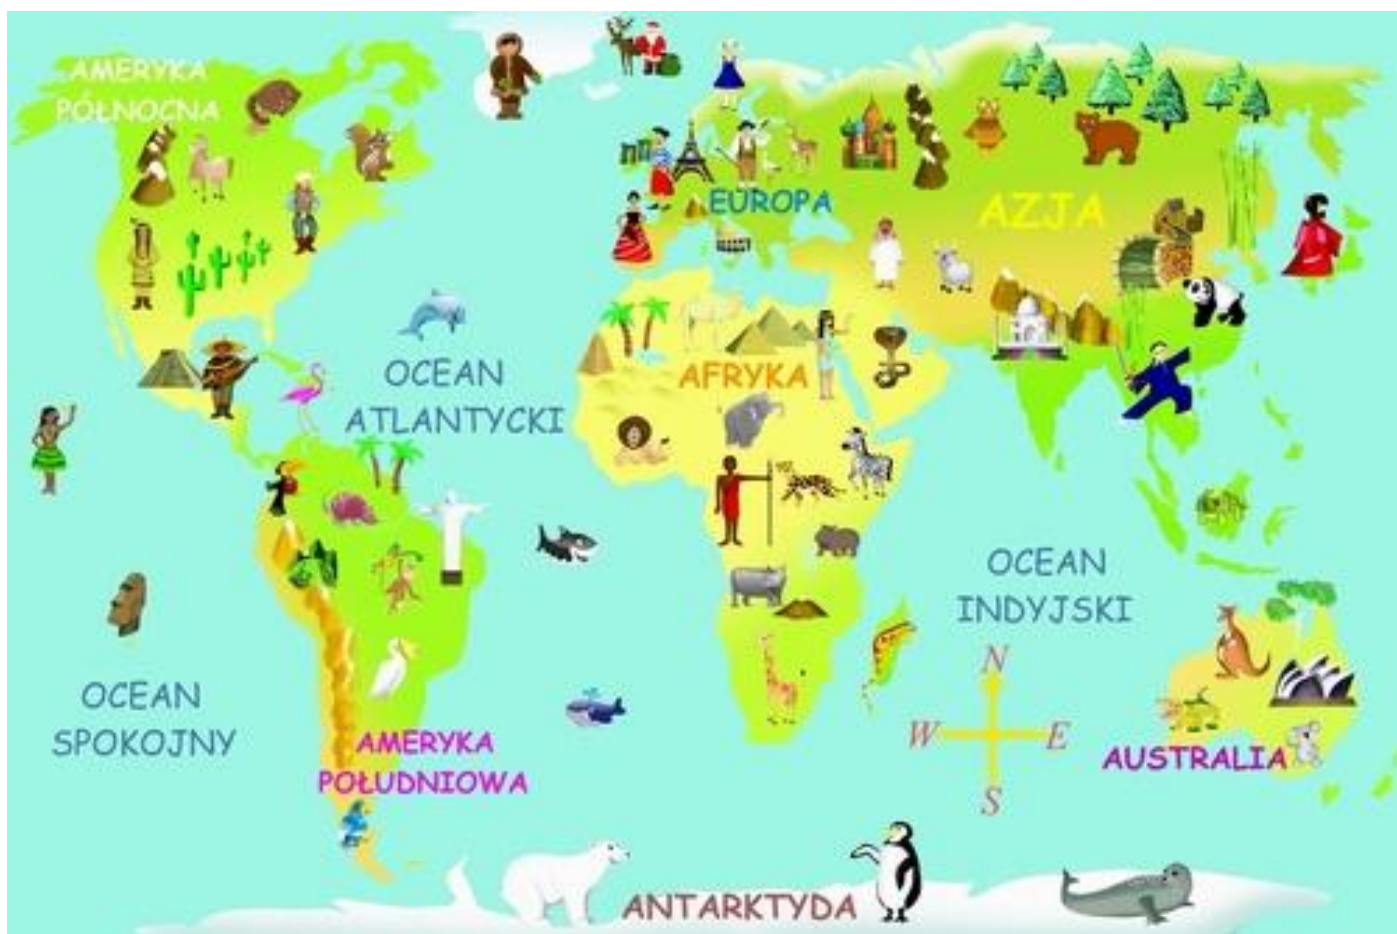 AMERYKA
PÓŁNOCNA
EUROPA
AZJA
OCEAN
ATLANTYCKI
AFRYKA
OCEAN
INDYJSKI
N
W E
S
OCEAN
SPOKOJNY
AMERYKA
POŁUDNIOWA
AUSTRALIA
ANTARKTYDA